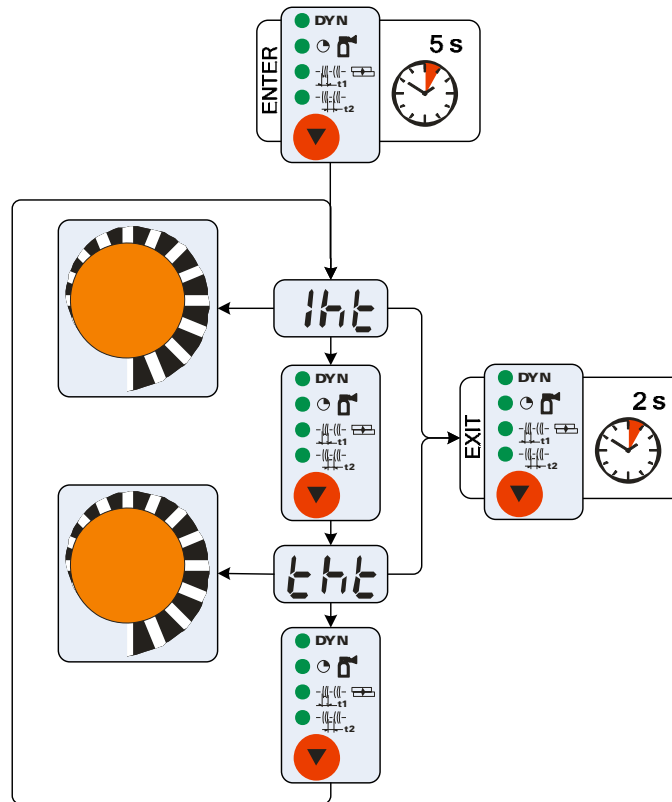 ENTER
DYN
t1
t2
5 s
Iht
DYN
t1
t2
EXIT
DYN
t1
t2
2 s
tht
DYN
t1
t2